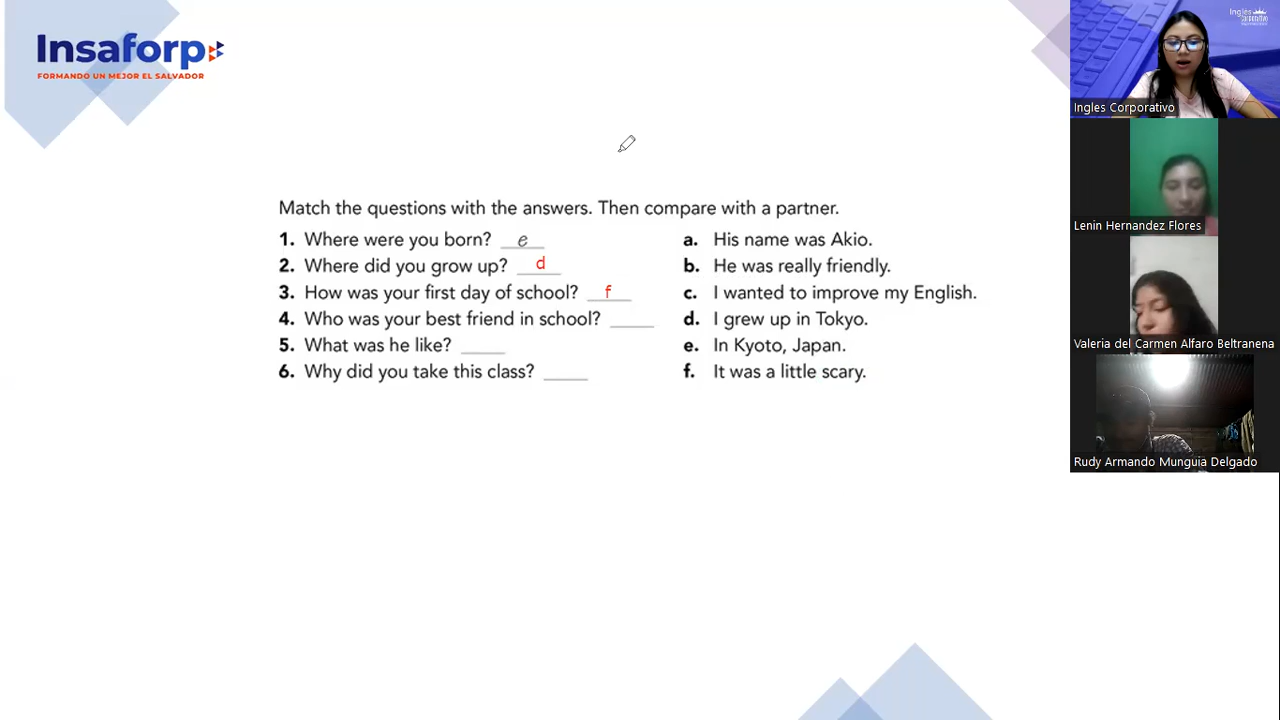 Insaforp
FORMANDO UN MEJOR EL SALVADOR
Match the questions with the answers. Then compare with a partner.
1. Where were you born? e
2. Where did you grow up? d
3. How was your first day of school? f
4. Who was your best friend in school?
5. What was he like?
6. Why did you take this class?
a. His name was Akio.
b. He was really friendly.
c. I wanted to improve my English.
d. I grew up in Tokyo.
e. In Kyoto, Japan.
f. It was a little scary.
Ingles
Ingles Corporativo
Lenin Hernandez Flores
Valeria del Carmen Alfaro Beltranena
Rudy Armando Munguia Delgado